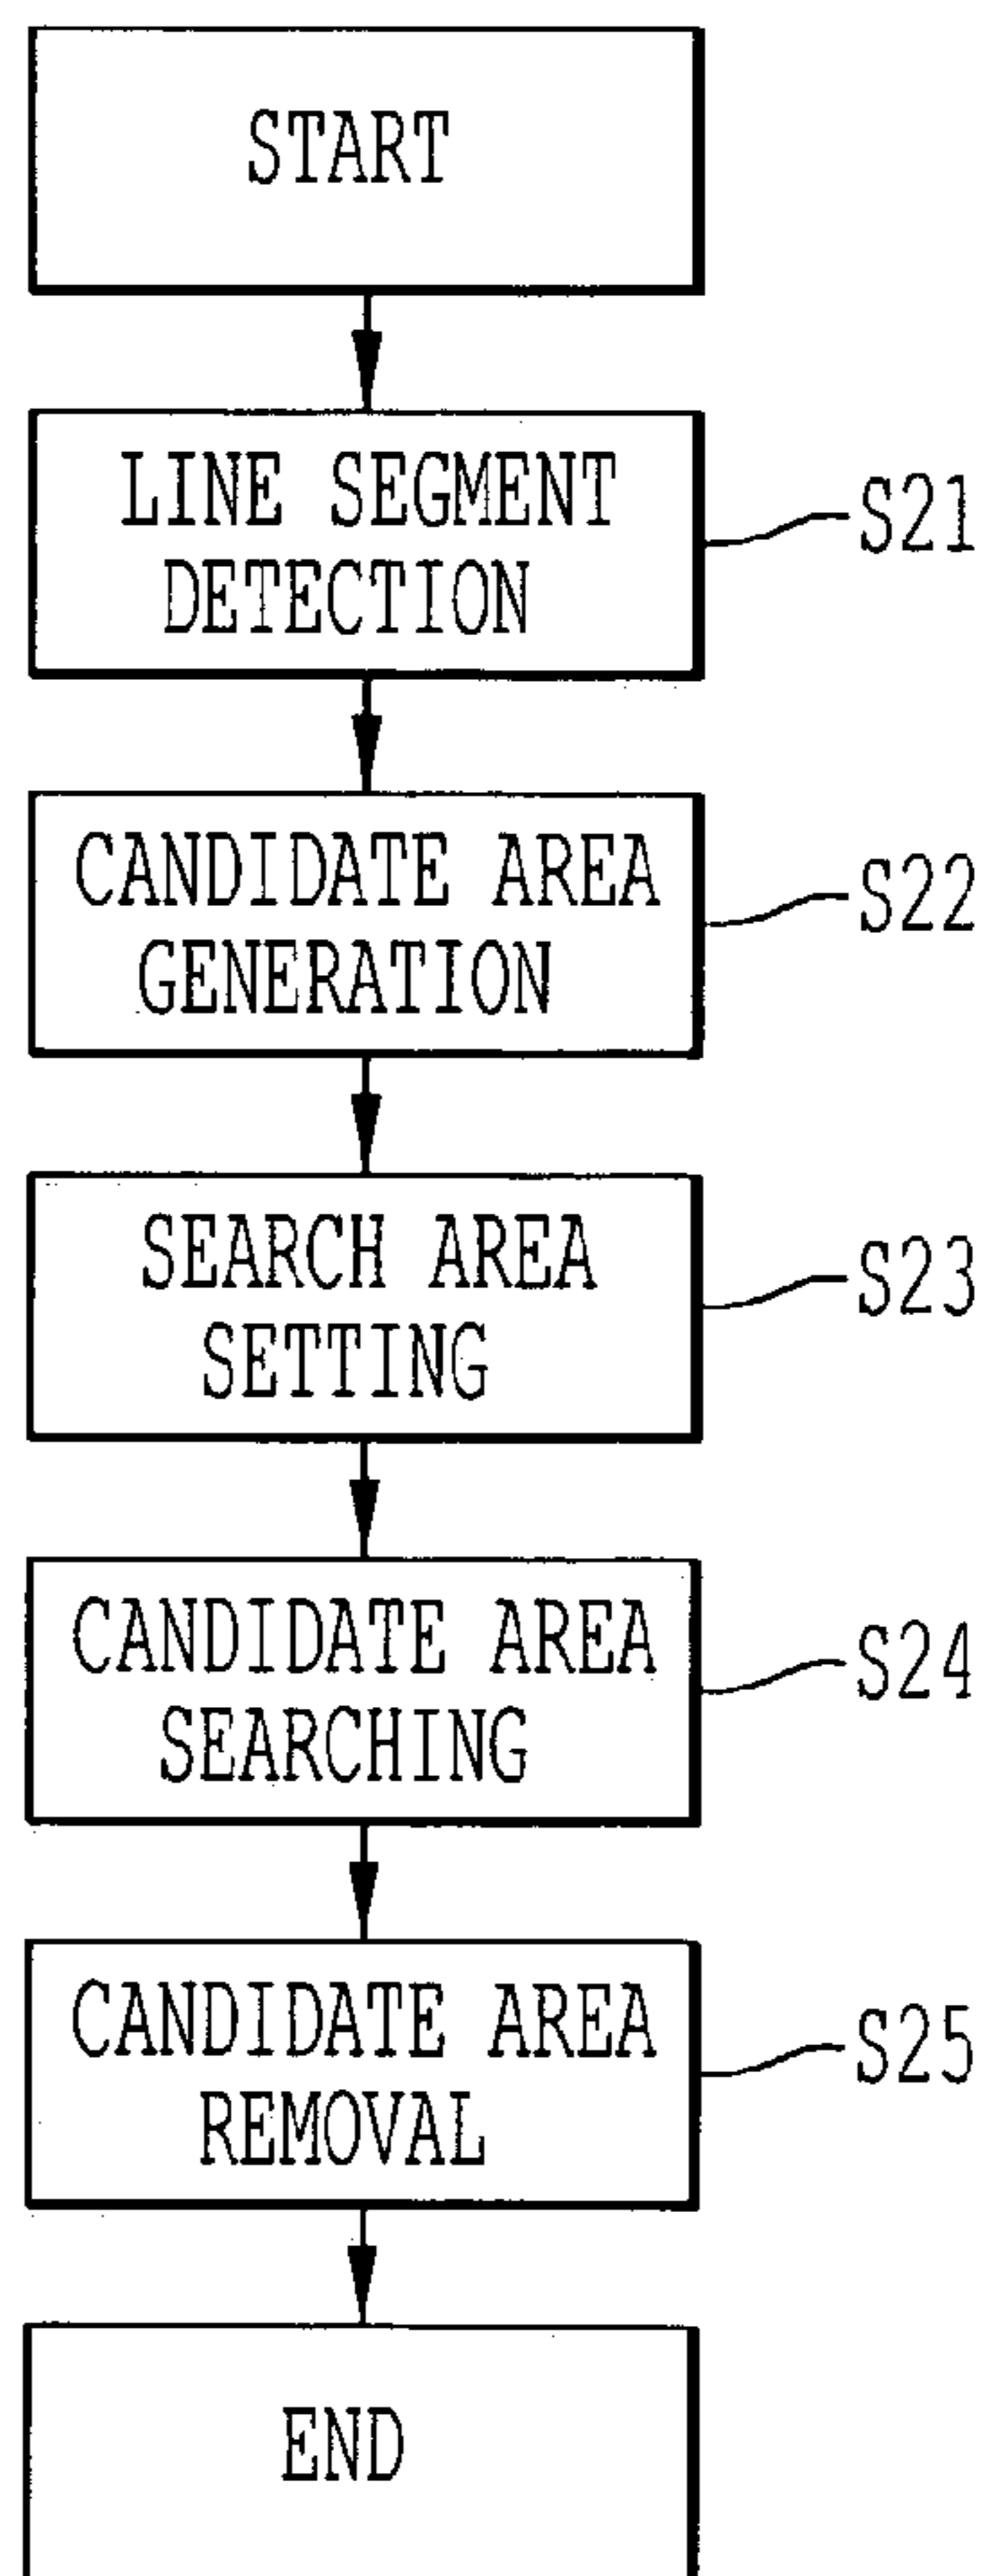 START
LINE SEGMENT
DETECTION
S21
CANDIDATE AREA
GENERATION
S22
SEARCH AREA
SETTING
S23
CANDIDATE AREA
SEARCHING
S24
CANDIDATE AREA
REMOVAL
S25
END